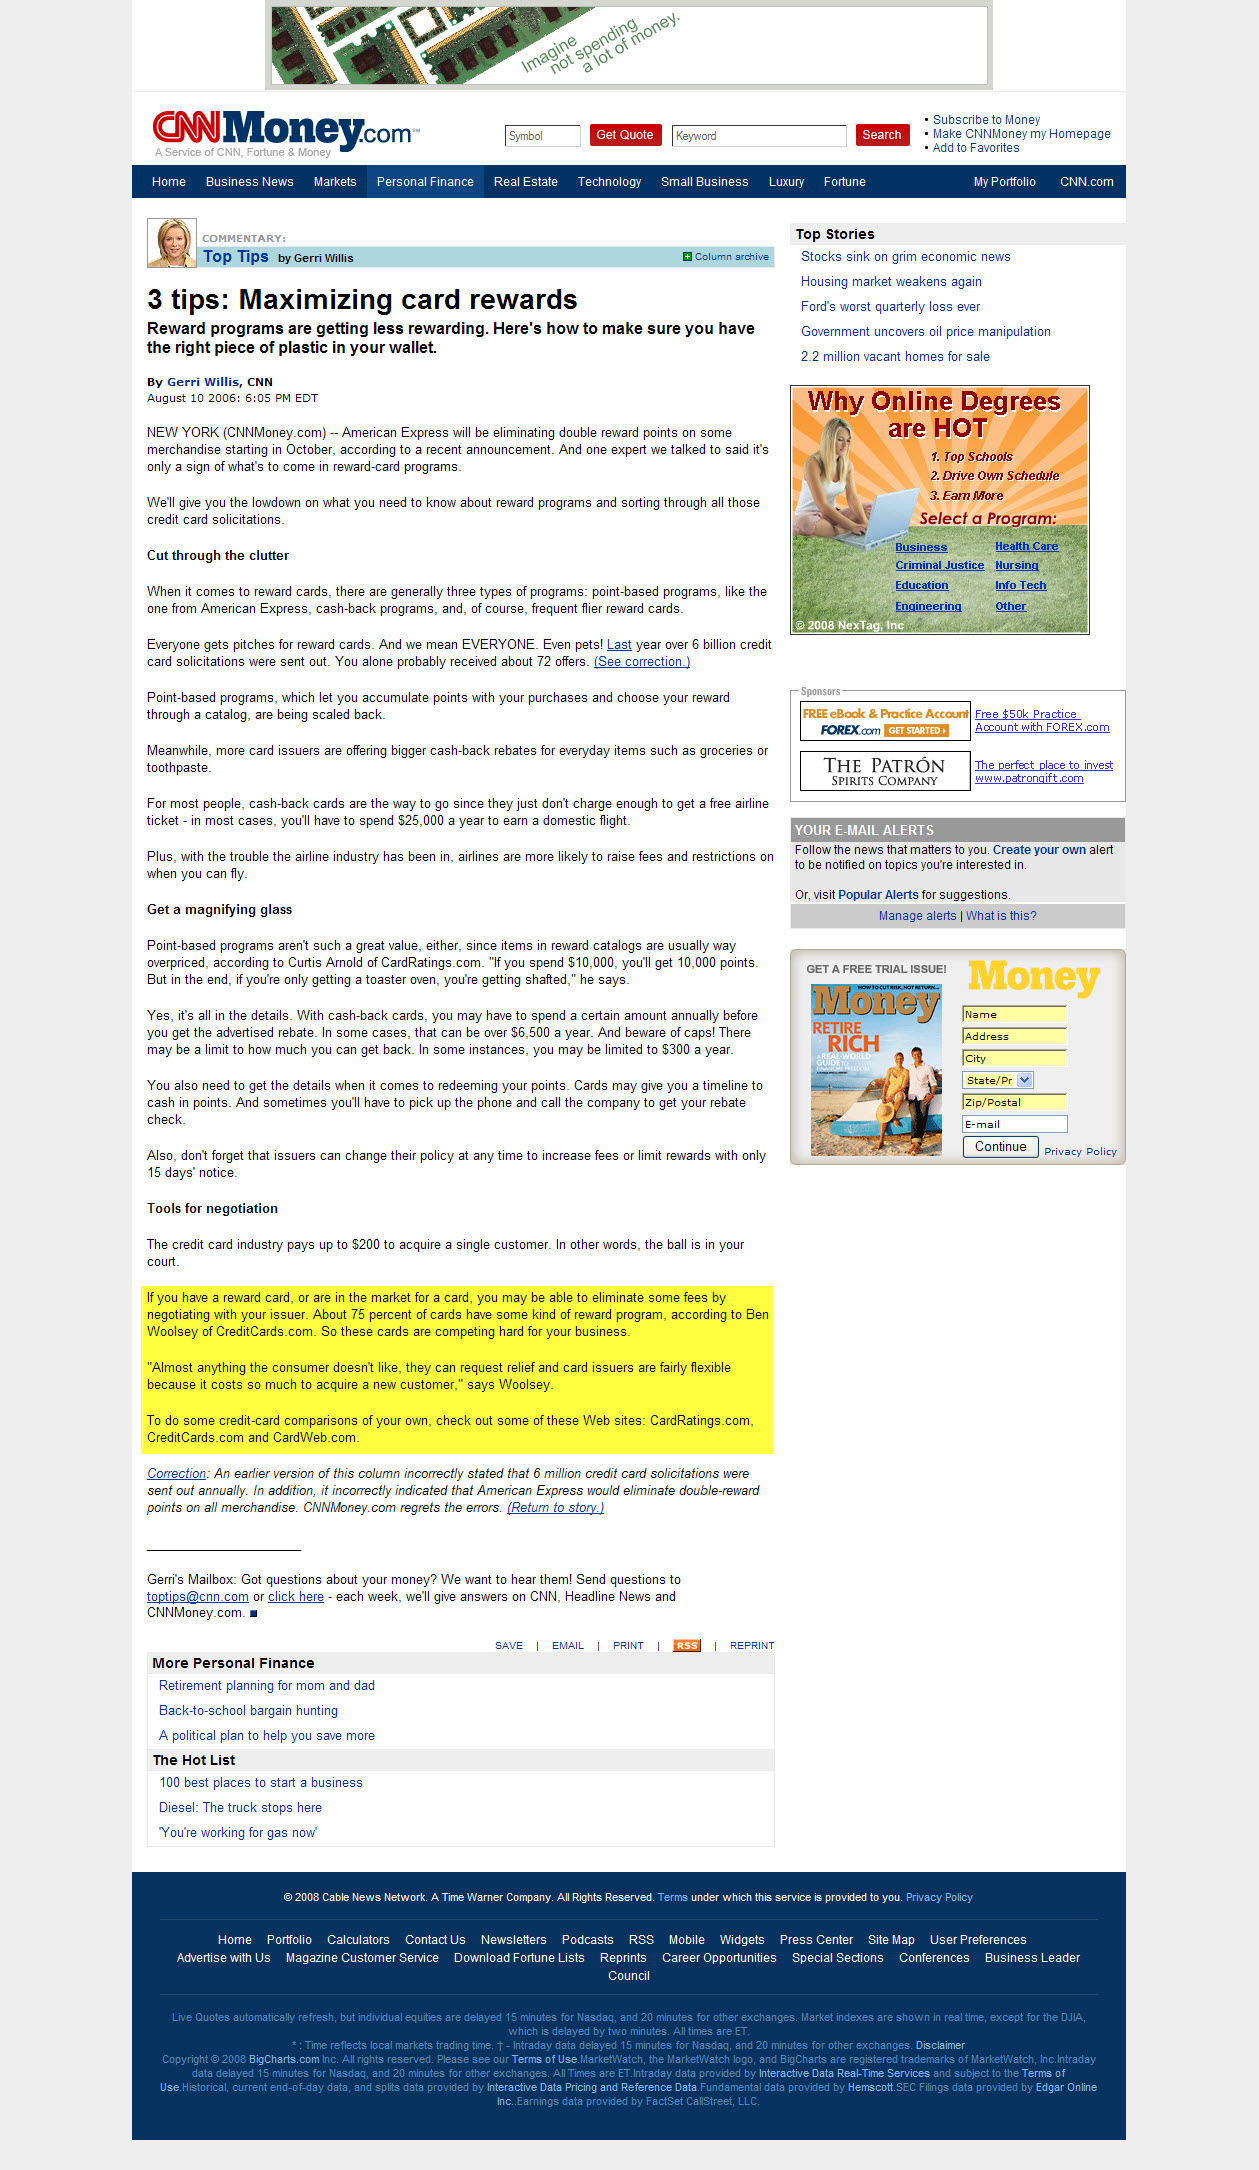 Imagine
not spending
a lot of money.
CNNMoney.com
A Service of CNN, Fortune & Money
Symbol
Get Quote
Keyword
Search
• Subscribe to Money
• Make CNNMoney my Homepage
• Add to Favorites
Home Business News Markets Personal Finance Real Estate Technology Small Business Luxury Fortune My Portfolio CNN.com
COMMENTARY:
Top Tips by Gerri Willis
Column archive
3 tips: Maximizing card rewards
Reward programs are getting less rewarding. Here's how to make sure you have
the right piece of plastic in your wallet.
By Gerri Willis, CNN
August 10 2006: 6:05 PM EDT
NEW YORK (CNNMoney.com) -- American Express will be eliminating double reward points on some
merchandise starting in October, according to a recent announcement. And one expert we talked to said it's
only a sign of what's to come in reward-card programs.
We'll give you the lowdown on what you need to know about reward programs and sorting through all those
credit card solicitations.
Cut through the clutter
When it comes to reward cards, there are generally three types of programs: point-based programs, like the
one from American Express, cash-back programs, and, of course, frequent flier reward cards.
Everyone gets pitches for reward cards. And we mean EVERYONE. Even pets! Last year over 6 billion credit
card solicitations were sent out. You alone probably received about 72 offers. (See correction.)
Point-based programs, which let you accumulate points with your purchases and choose your reward
through a catalog, are being scaled back.
Meanwhile, more card issuers are offering bigger cash-back rebates for everyday items such as groceries or
toothpaste.
For most people, cash-back cards are the way to go since they just don't charge enough to get a free airline
ticket - in most cases, you'll have to spend $25,000 a year to earn a domestic flight.
Plus, with the trouble the airline industry has been in, airlines are more likely to raise fees and restrictions on
when you can fly.
Get a magnifying glass
Point-based programs aren't such a great value, either, since items in reward catalogs are usually way
overpriced, according to Curtis Arnold of CardRatings.com. "If you spend $10,000, you'll get 10,000 points.
But in the end, if you're only getting a toaster oven, you're getting shafted," he says.
Yes, it's all in the details. With cash-back cards, you may have to spend a certain amount annually before
you get the advertised rebate. In some cases, that can be over $6,500 a year. And beware of caps! There
may be a limit to how much you can get back. In some instances, you may be limited to $300 a year.
You also need to get the details when it comes to redeeming your points. Cards may give you a timeline to
cash in points. And sometimes you'll have to pick up the phone and call the company to get your rebate
check.
Also, don't forget that issuers can change their policy at any time to increase fees or limit rewards with only
15 days' notice.
Tools for negotiation
The credit card industry pays up to $200 to acquire a single customer. In other words, the ball is in your
court.
If you have a reward card, or are in the market for a card, you may be able to eliminate some fees by
negotiating with your issuer. About 75 percent of cards have some kind of reward program, according to Ben
Woolsey of CreditCards.com. So these cards are competing hard for your business.
"Almost anything the consumer doesn't like, they can request relief and card issuers are fairly flexible
because it costs so much to acquire a new customer," says Woolsey.
To do some credit-card comparisons of your own, check out some of these Web sites: CardRatings.com,
CreditCards.com and CardWeb.com.
Correction: An earlier version of this column incorrectly stated that 6 million credit card solicitations were
sent out annually. In addition, it incorrectly indicated that American Express would eliminate double-reward
points on all merchandise. CNNMoney.com regrets the errors. (Return to story.)
Gerri's Mailbox: Got questions about your money? We want to hear them! Send questions to
toptips@cnn.com or click here - each week, we'll give answers on CNN, Headline News and
CNNMoney.com.
SAVE | EMAIL | PRINT | RSS | REPRINT
More Personal Finance
Retirement planning for mom and dad
Back-to-school bargain hunting
A political plan to help you save more
The Hot List
100 best places to start a business
Diesel: The truck stops here
'You're working for gas now'
Top Stories
Stocks sink on grim economic news
Housing market weakens again
Ford's worst quarterly loss ever
Government uncovers oil price manipulation
2.2 million vacant homes for sale
Why Online Degrees
are HOT
1. Top Schools
2. Drive Own Schedule
3. Earn More
Select a Program:
Business Health Care
Criminal Justice Nursing
Education Info Tech
Engineering Other
© 2008 NexTag, Inc
Sponsors
FREE eBook & Practice Account
FOREX.com GET STARTED
Free $50k Practice
Account with FOREX.com
THE PATRÓN
SPIRITS COMPANY
The perfect place to invest
www.patrongift.com
YOUR E-MAIL ALERTS
Follow the news that matters to you. Create your own alert
to be notified on topics you're interested in.
Or, visit Popular Alerts for suggestions.
Manage alerts | What is this?
GET A FREE TRIAL ISSUE!
Money
HOW TO CUT RISK, NOT RETURN...
Money
RETIRE
RICH
A REAL-WORLD
GUIDE TO
FINANCIAL FREEDOM
Name
Address
City
State/Pr
Zip/Postal
E-mail
Continue
Privacy Policy
© 2008 Cable News Network. A Time Warner Company. All Rights Reserved. Terms under which this service is provided to you. Privacy Policy
Home Portfolio Calculators Contact Us Newsletters Podcasts RSS Mobile Widgets Press Center Site Map User Preferences
Advertise with Us Magazine Customer Service Download Fortune Lists Reprints Career Opportunities Special Sections Conferences Business Leader
Council
Live Quotes automatically refresh, but individual equities are delayed 15 minutes for Nasdaq, and 20 minutes for other exchanges. Market indexes are shown in real time, except for the DJIA,
which is delayed by two minutes. All times are ET.
* : Time reflects local markets trading time. † - Intraday data delayed 15 minutes for Nasdaq, and 20 minutes for other exchanges. Disclaimer
Copyright © 2008 BigCharts.com Inc. All rights reserved. Please see our Terms of Use.MarketWatch, the MarketWatch logo, and BigCharts are registered trademarks of MarketWatch, Inc.Intraday
data delayed 15 minutes for Nasdaq, and 20 minutes for other exchanges. All Times are ET.Intraday data provided by Interactive Data Real-Time Services and subject to the Terms of
Use.Historical, current end-of-day data, and splits data provided by Interactive Data Pricing and Reference Data.Fundamental data provided by Hemscott.SEC Filings data provided by Edgar Online
Inc..Earnings data provided by FactSet CallStreet, LLC.